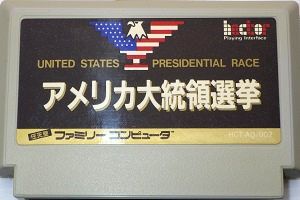 hector
Playing Interface
UNITED STATES PRESIDENTIAL RACE
アメリカ大統領選挙
ファミリーコンピュータ
HCT-AQ/002